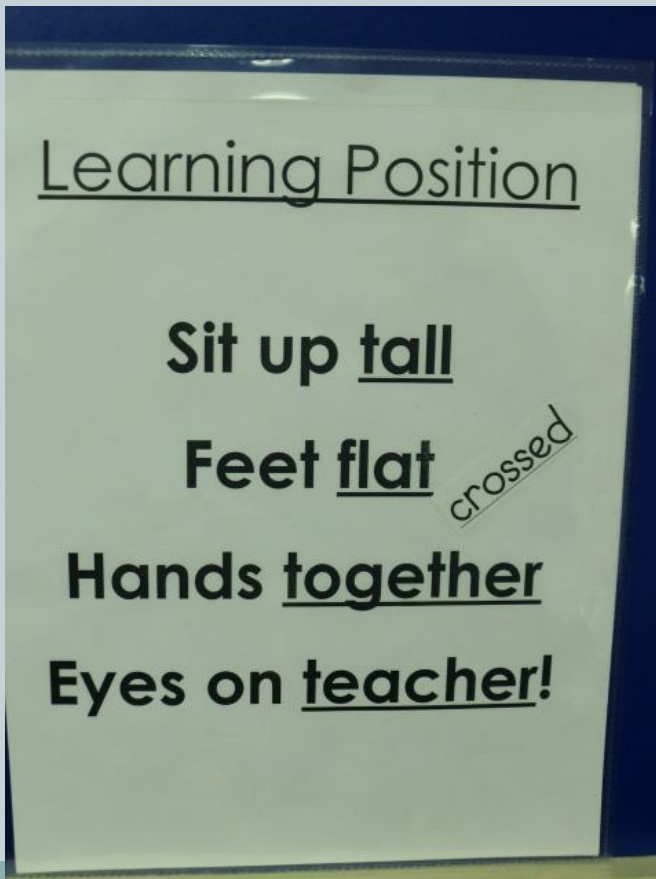 Learning Position
Sit up tall
Feet flat
crossed
Hands together
Eyes on teacher!